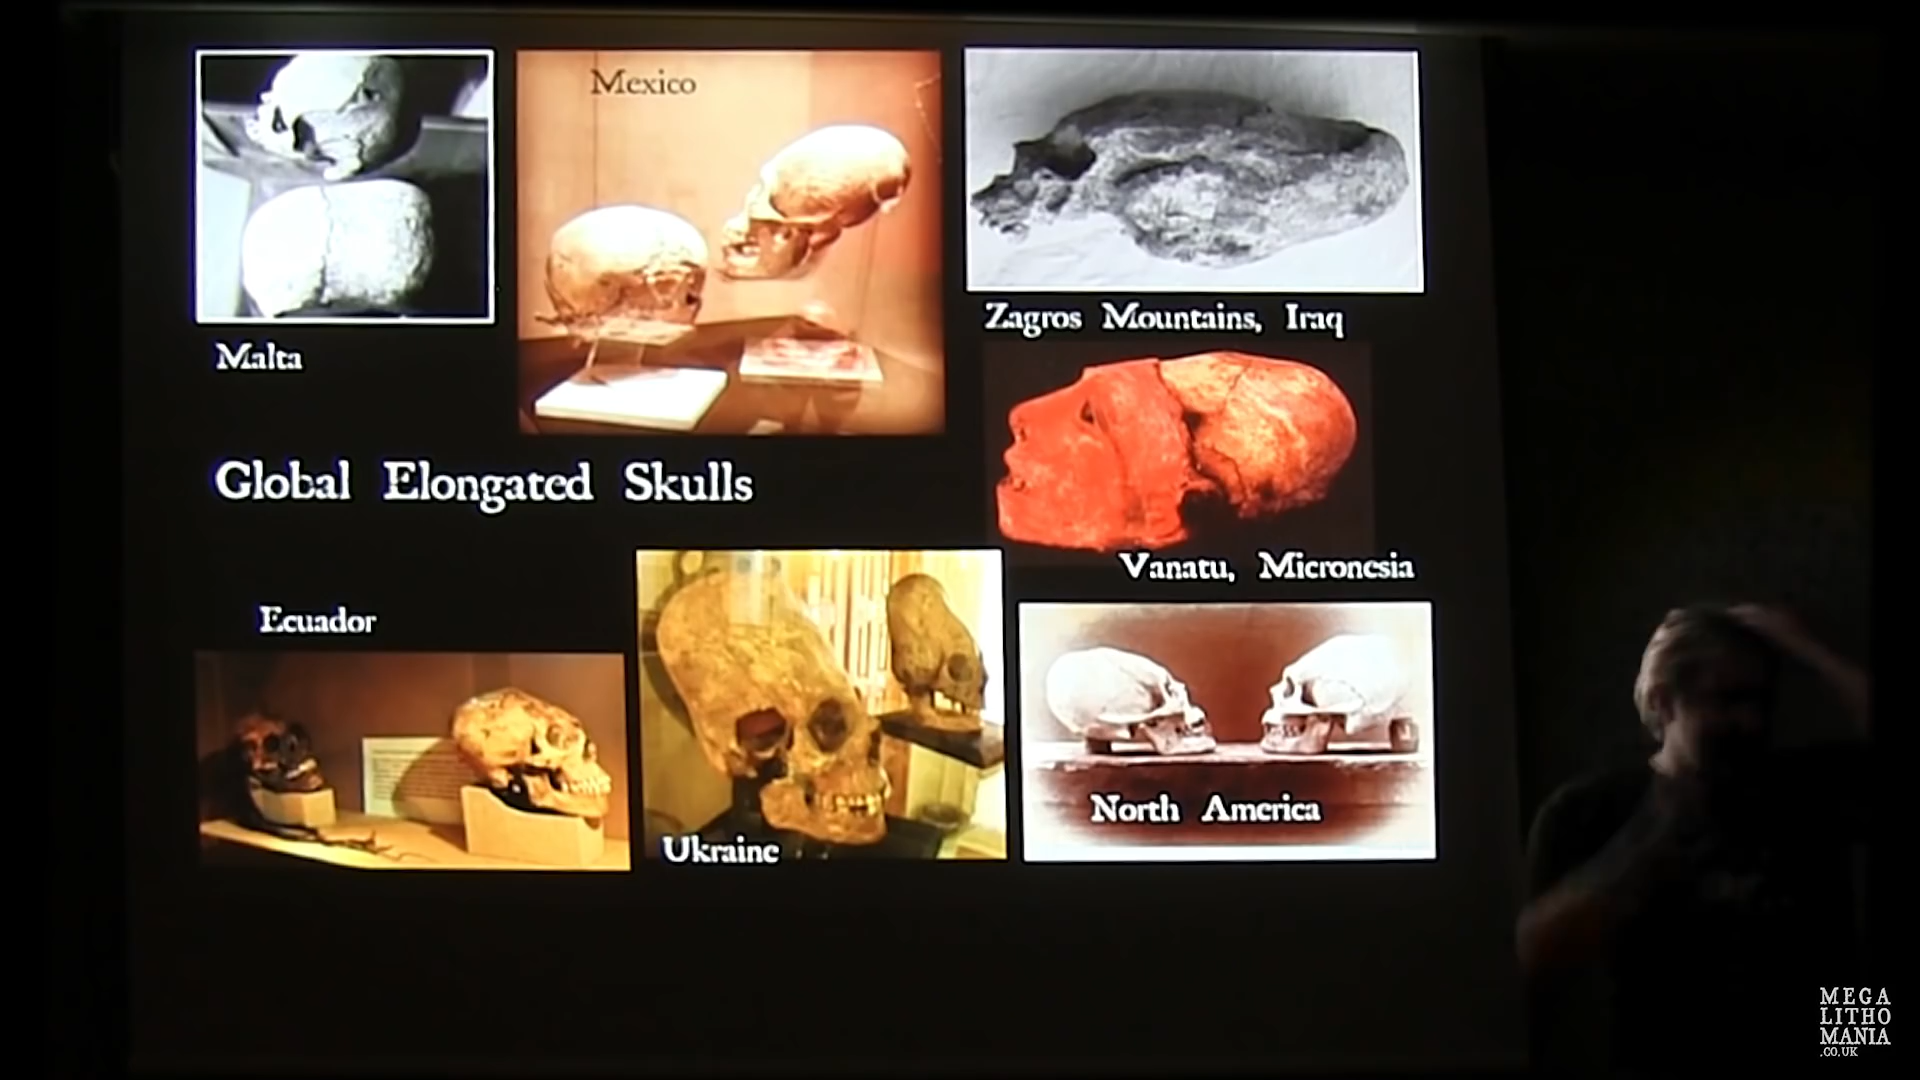 Mexico
Malta
Zagros Mountains, Iraq
Global Elongated Skulls
Vanatu, Micronesia
Ecuador
Ukraine
North America
MEGA
LITHO
MANIA
.CO.UK